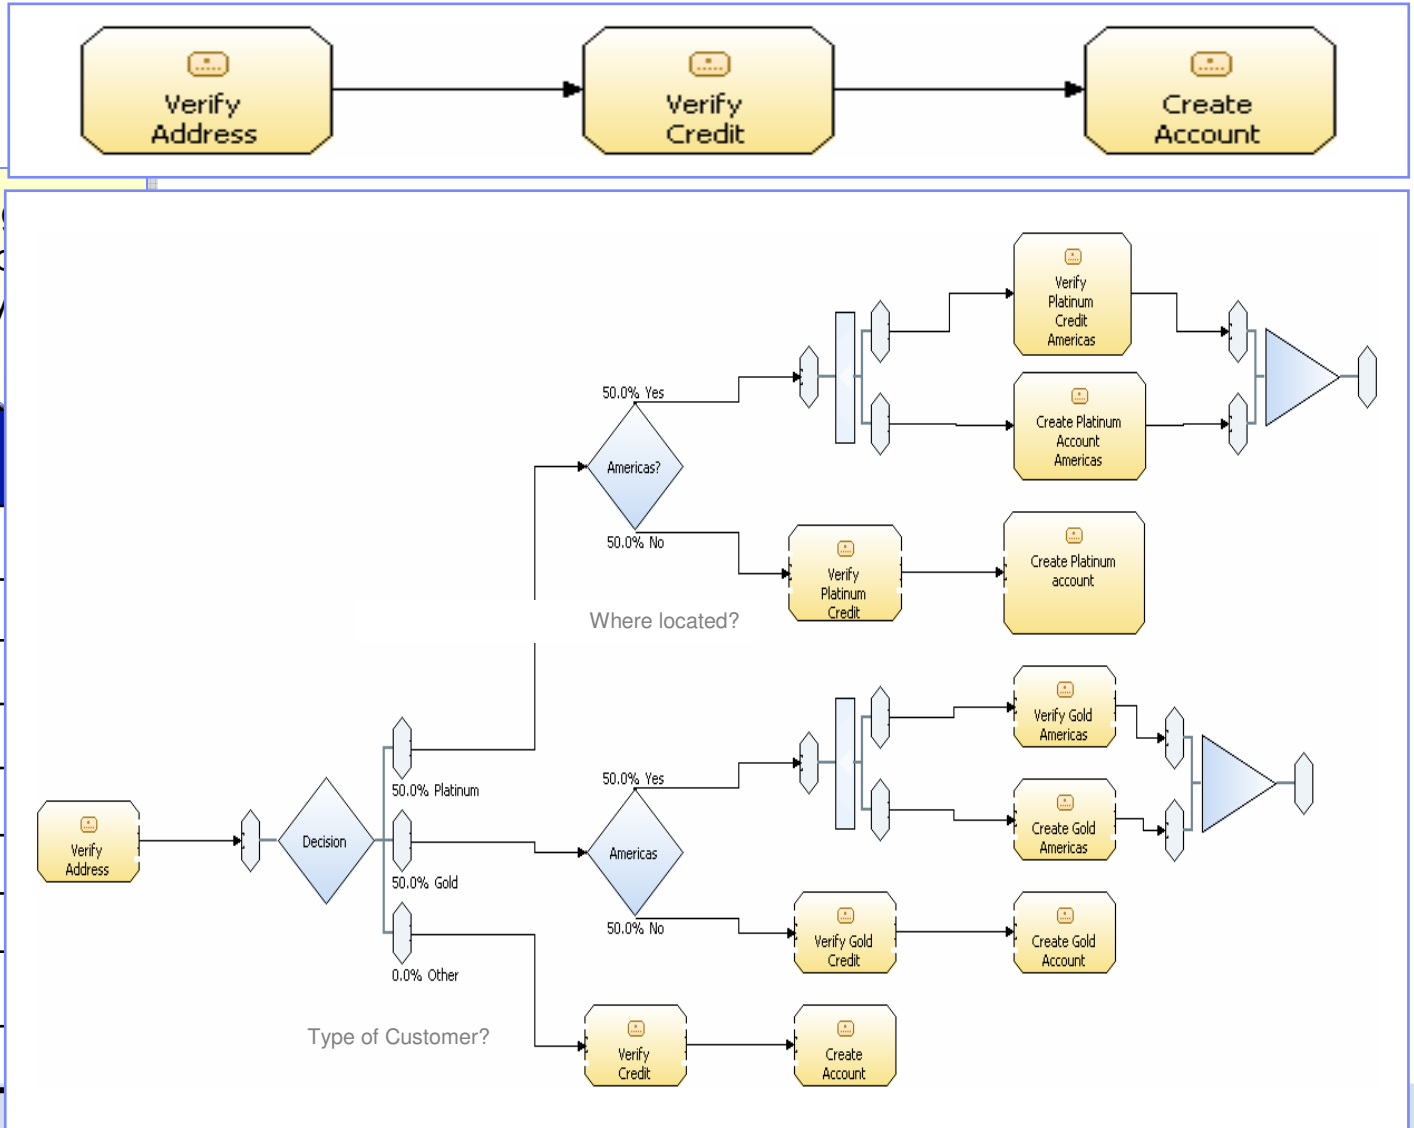 Verify
Address
Verify
Credit
Create
Account
Verify
Platinum
Credit
Americas
50.0% Yes
Create Platinum
Account
Americas
Americas?
50.0% No
Create Platinum
account
Verify
Platinum
Credit
Where located?
Verify Gold
Americas
50.0% Yes
50.0% Platinum
Create Gold
Americas
Verify
Address
Decision
Americas
50.0% Gold
50.0% No
Verify Gold
Credit
Create Gold
Account
0.0% Other
Type of Customer?
Verify
Credit
Create
Account